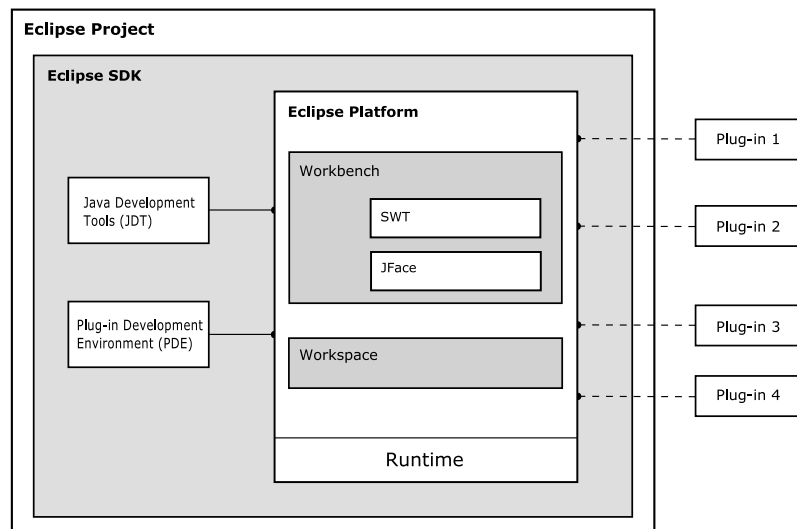 Eclipse Project
Eclipse SDK
Eclipse Platform
Workbench
SWT
JFace
Workspace
Runtime
Java Development
Tools (JDT)
Plug-in Development
Environment (PDE)
Plug-in 1
Plug-in 2
Plug-in 3
Plug-in 4